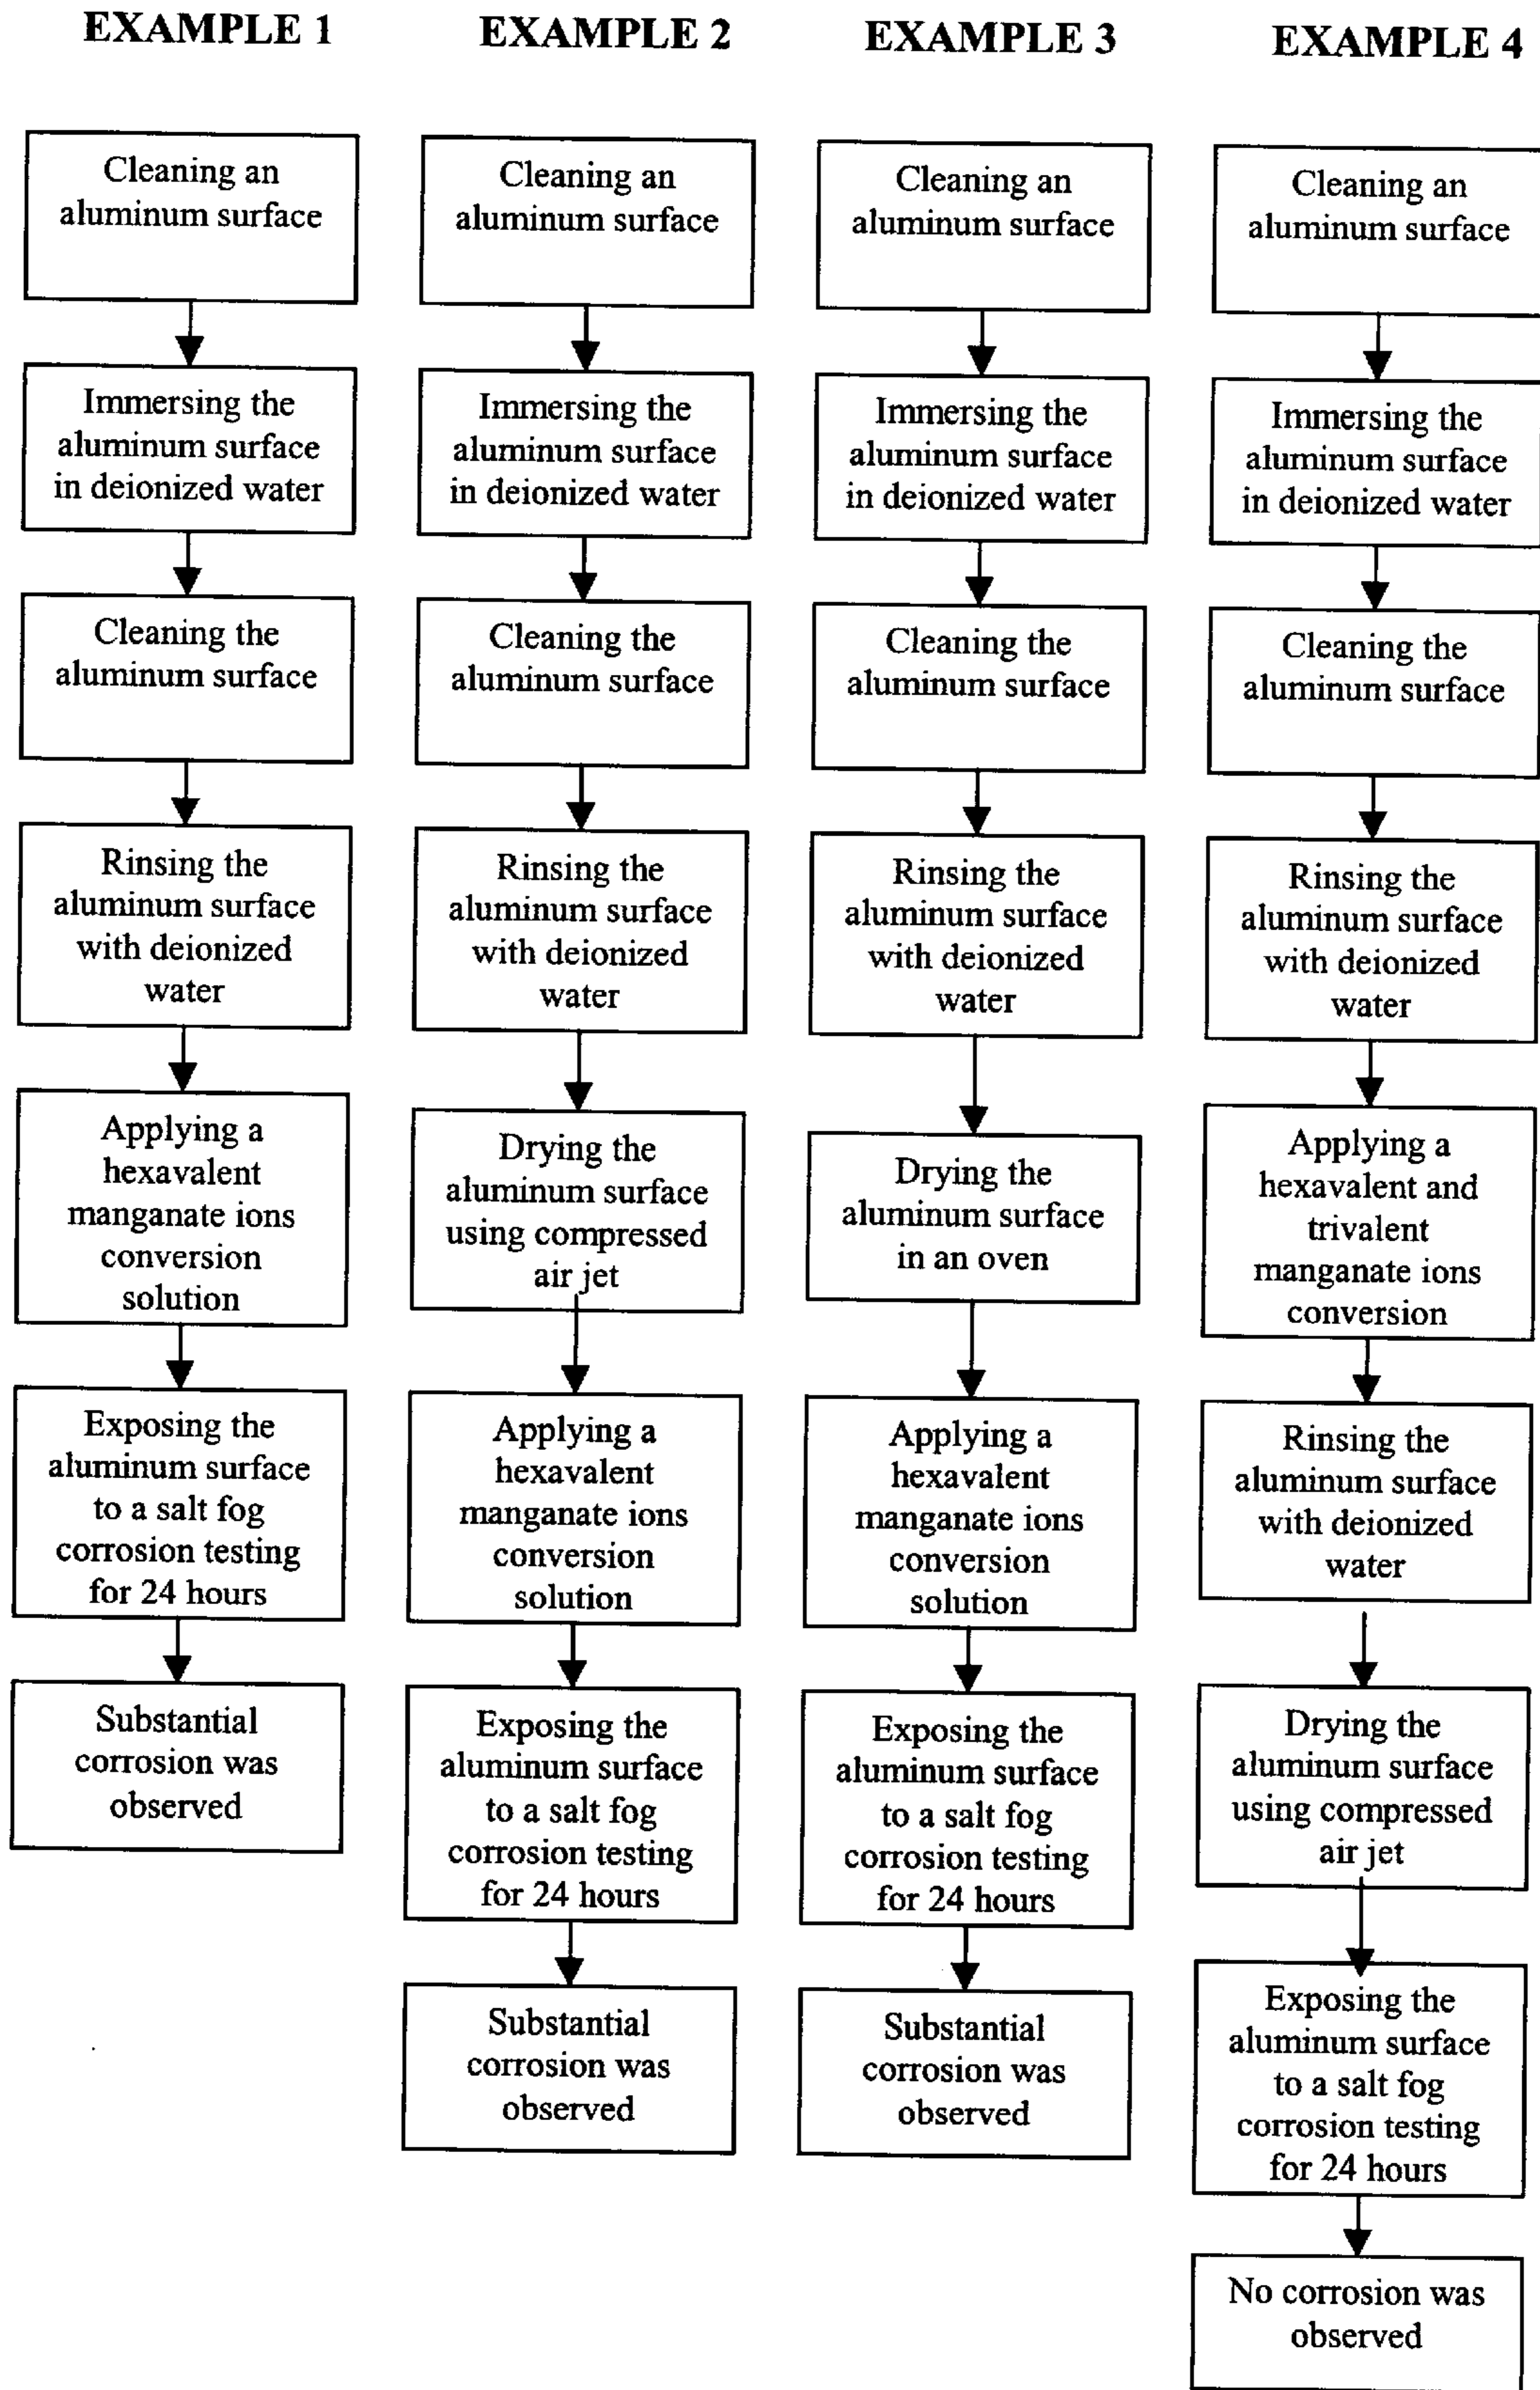 EXAMPLE 1
Cleaning an
aluminum surface
Immersing the
aluminum surface
in deionized water
Cleaning the
aluminum surface
Rinsing the
aluminum surface
with deionized
water
Applying a
hexavalent
manganate ions
conversion
solution
Exposing the
aluminum surface
to a salt fog
corrosion testing
for 24 hours
Substantial
corrosion was
observed
EXAMPLE 2
Cleaning an
aluminum surface
Immersing the
aluminum surface
in deionized water
Cleaning the
aluminum surface
Rinsing the
aluminum surface
with deionized
water
Drying the
aluminum surface
using compressed
air jet
Applying a
hexavalent
manganate ions
conversion
solution
Exposing the
aluminum surface
to a salt fog
corrosion testing
for 24 hours
Substantial
corrosion was
observed
EXAMPLE 3
Cleaning an
aluminum surface
Immersing the
aluminum surface
in deionized water
Cleaning the
aluminum surface
Rinsing the
aluminum surface
with deionized
water
Drying the
aluminum surface
in an oven
Applying a
hexavalent
manganate ions
conversion
solution
Exposing the
aluminum surface
to a salt fog
corrosion testing
for 24 hours
Substantial
corrosion was
observed
EXAMPLE 4
Cleaning an
aluminum surface
Immersing the
aluminum surface
in deionized water
Cleaning the
aluminum surface
Rinsing the
aluminum surface
with deionized
water
Applying a
hexavalent and
trivalent
manganate ions
conversion
Rinsing the
aluminum surface
with deionized
water
Drying the
aluminum surface
using compressed
air jet
Exposing the
aluminum surface
to a salt fog
corrosion testing
for 24 hours
No corrosion was
observed